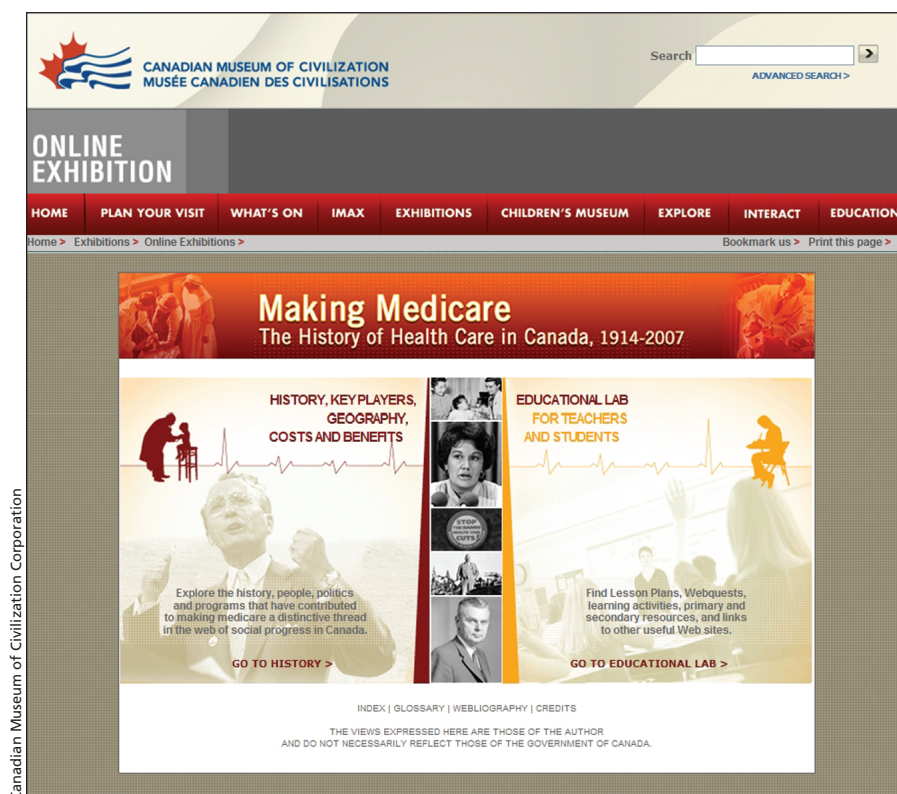 CANADIAN MUSEUM OF CIVILIZATION
MUSÉE CANADIEN DES CIVILISATIONS
Search
ADVANCED SEARCH >
ONLINE
EXHIBITION
HOME PLAN YOUR VISIT WHAT'S ON IMAX EXHIBITIONS CHILDREN'S MUSEUM EXPLORE INTERACT EDUCATION
Home > Exhibitions > Online Exhibitions > Bookmark us > Print this page >
Making Medicare
The History of Health Care in Canada, 1914-2007
HISTORY, KEY PLAYERS,
GEOGRAPHY,
COSTS AND BENEFITS
Explore the history, people, politics
and programs that have contributed
to making medicare a distinctive thread
in the web of social progress in Canada.
GO TO HISTORY >
STOP
CUTS!
EDUCATIONAL LAB
FOR TEACHERS
AND STUDENTS
Find Lesson Plans, Webquests,
learning activities, primary and
secondary resources, and links
to other useful Web sites.
GO TO EDUCATIONAL LAB >
INDEX | GLOSSARY | WEBLIOGRAPHY | CREDITS
THE VIEWS EXPRESSED HERE ARE THOSE OF THE AUTHOR
AND DO NOT NECESSARILY REFLECT THOSE OF THE GOVERNMENT OF CANADA.
Canadian Museum of Civilization Corporation